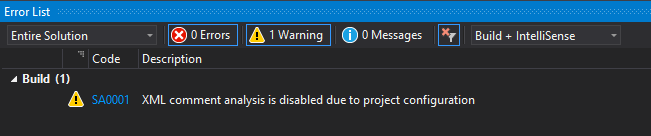 Error List
Entire Solution 0 Errors 1 Warning 0 Messages Build + IntelliSense
Code Description
Build (1)
SA0001 XML comment analysis is disabled due to project configuration